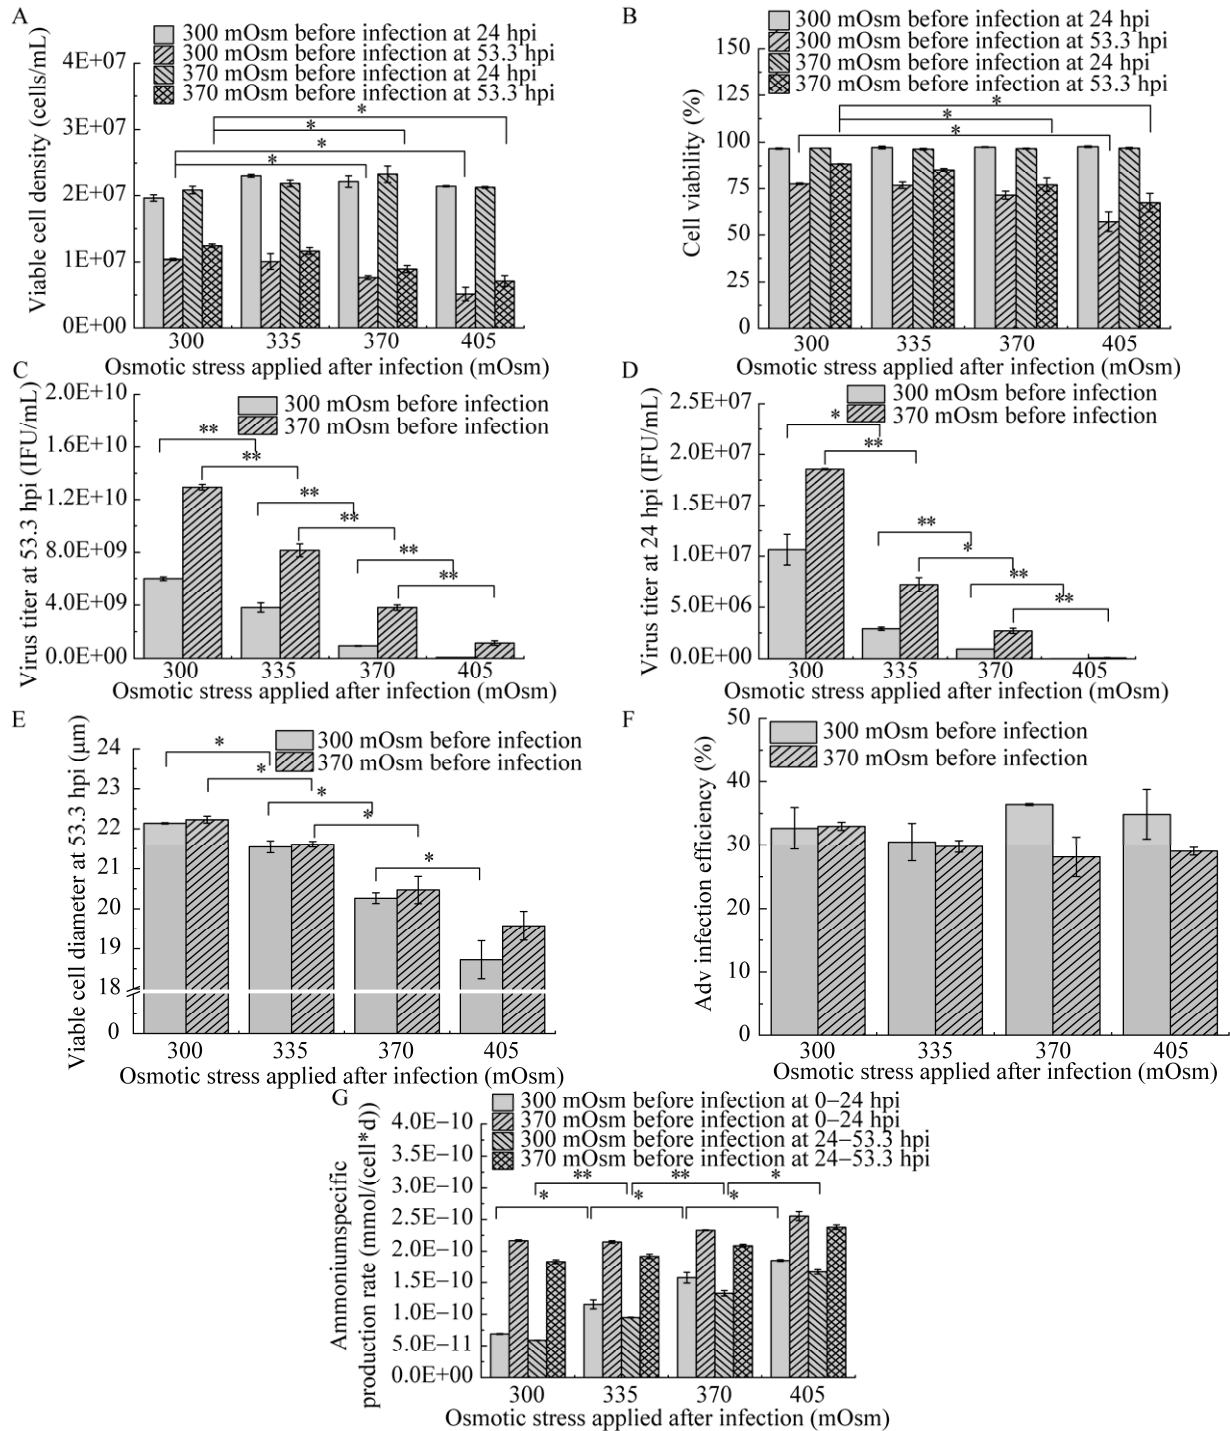 A
300 mOsm before infection at 24 hpi
300 mOsm before infection at 53.3 hpi
370 mOsm before infection at 24 hpi
370 mOsm before infection at 53.3 hpi
Viable cell density (cells/mL)
4E+07
3E+07
2E+07
1E+07
0E+00
*
*
*
*
300 335 370 405
Osmotic stress applied after infection (mOsm)
B
300 mOsm before infection at 24 hpi
300 mOsm before infection at 53.3 hpi
370 mOsm before infection at 24 hpi
370 mOsm before infection at 53.3 hpi
Cell viability (%)
150
125
100
75
50
25
0
*
*
*
300 335 370 405
Osmotic stress applied after infection (mOsm)
C
300 mOsm before infection
370 mOsm before infection
Virus titer at 53.3 hpi (IFU/mL)
2.0E+10
1.6E+10
1.2E+10
8.0E+09
4.0E+09
0.0E+00
**
**
**
**
**
**
300 335 370 405
Osmotic stress applied after infection (mOsm)
D
300 mOsm before infection
370 mOsm before infection
Virus titer at 24 hpi (IFU/mL)
2.5E+07
2.0E+07
1.5E+07
1.0E+07
5.0E+06
0.0E+00
*
**
**
*
**
**
300 335 370 405
Osmotic stress applied after infection (mOsm)
E
300 mOsm before infection
370 mOsm before infection
Viable cell diameter at 53.3 hpi (μm)
24
23
22
21
20
19
18
0
*
*
*
*
*
300 335 370 405
Osmotic stress applied after infection (mOsm)
F
300 mOsm before infection
370 mOsm before infection
Adv infection efficiency (%)
50
40
30
20
10
0
300 335 370 405
Osmotic stress applied after infection (mOsm)
G
300 mOsm before infection at 0−24 hpi
370 mOsm before infection at 0−24 hpi
300 mOsm before infection at 24−53.3 hpi
370 mOsm before infection at 24−53.3 hpi
Ammoniumspecific
production rate (mmol/(cell*d))
4.0E−10
3.5E−10
3.0E−10
2.5E−10
2.0E−10
1.5E−10
1.0E−10
5.0E−11
0.0E+00
** ** *
* * *
300 335 370 405
Osmotic stress applied after infection (mOsm)